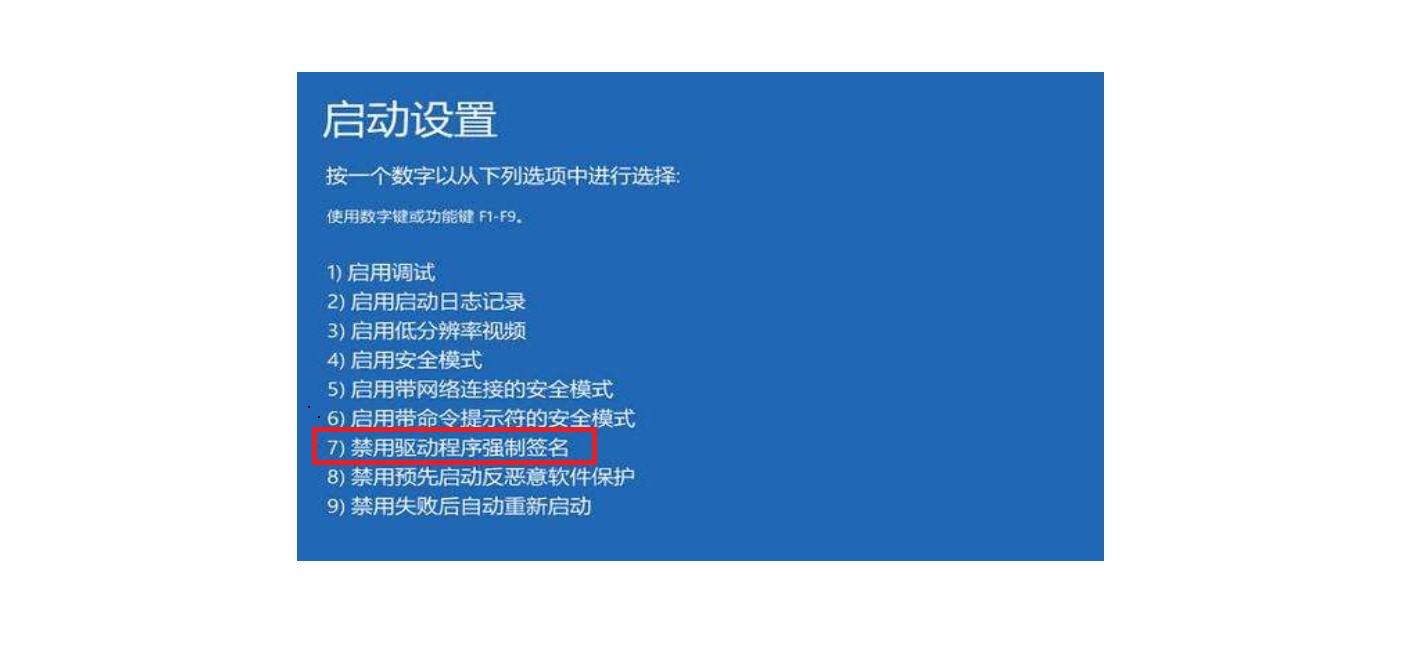 启动设置
按一个数字以从下列选项中进行选择:
使用数字键或功能键 F1-F9。
1) 启用调试
2) 启用启动日志记录
3) 启用低分辨率视频
4) 启用安全模式
5) 启用带网络连接的安全模式
6) 启用带命令提示符的安全模式
7) 禁用驱动程序强制签名
8) 禁用预先启动反恶意软件保护
9) 禁用失败后自动重新启动